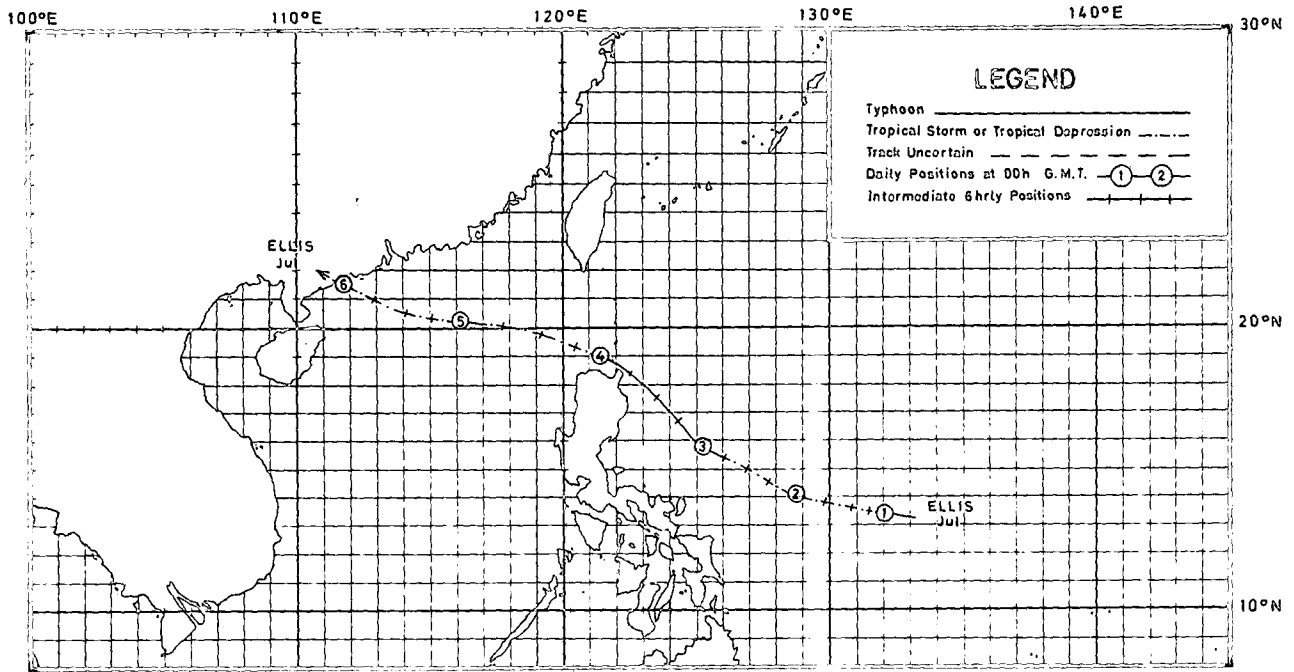 100°E 110°E 120°E 130°E 140°E
30°N
LEGEND
Typhoon
Tropical Storm or Tropical Depression
Track Uncertain
Daily Positions at 00h G.M.T. 1 2
Intermediate 6hrly Positions
ELLIS
Jul
6
5
20°N
4
3
2
1
ELLIS
Jul
10°N